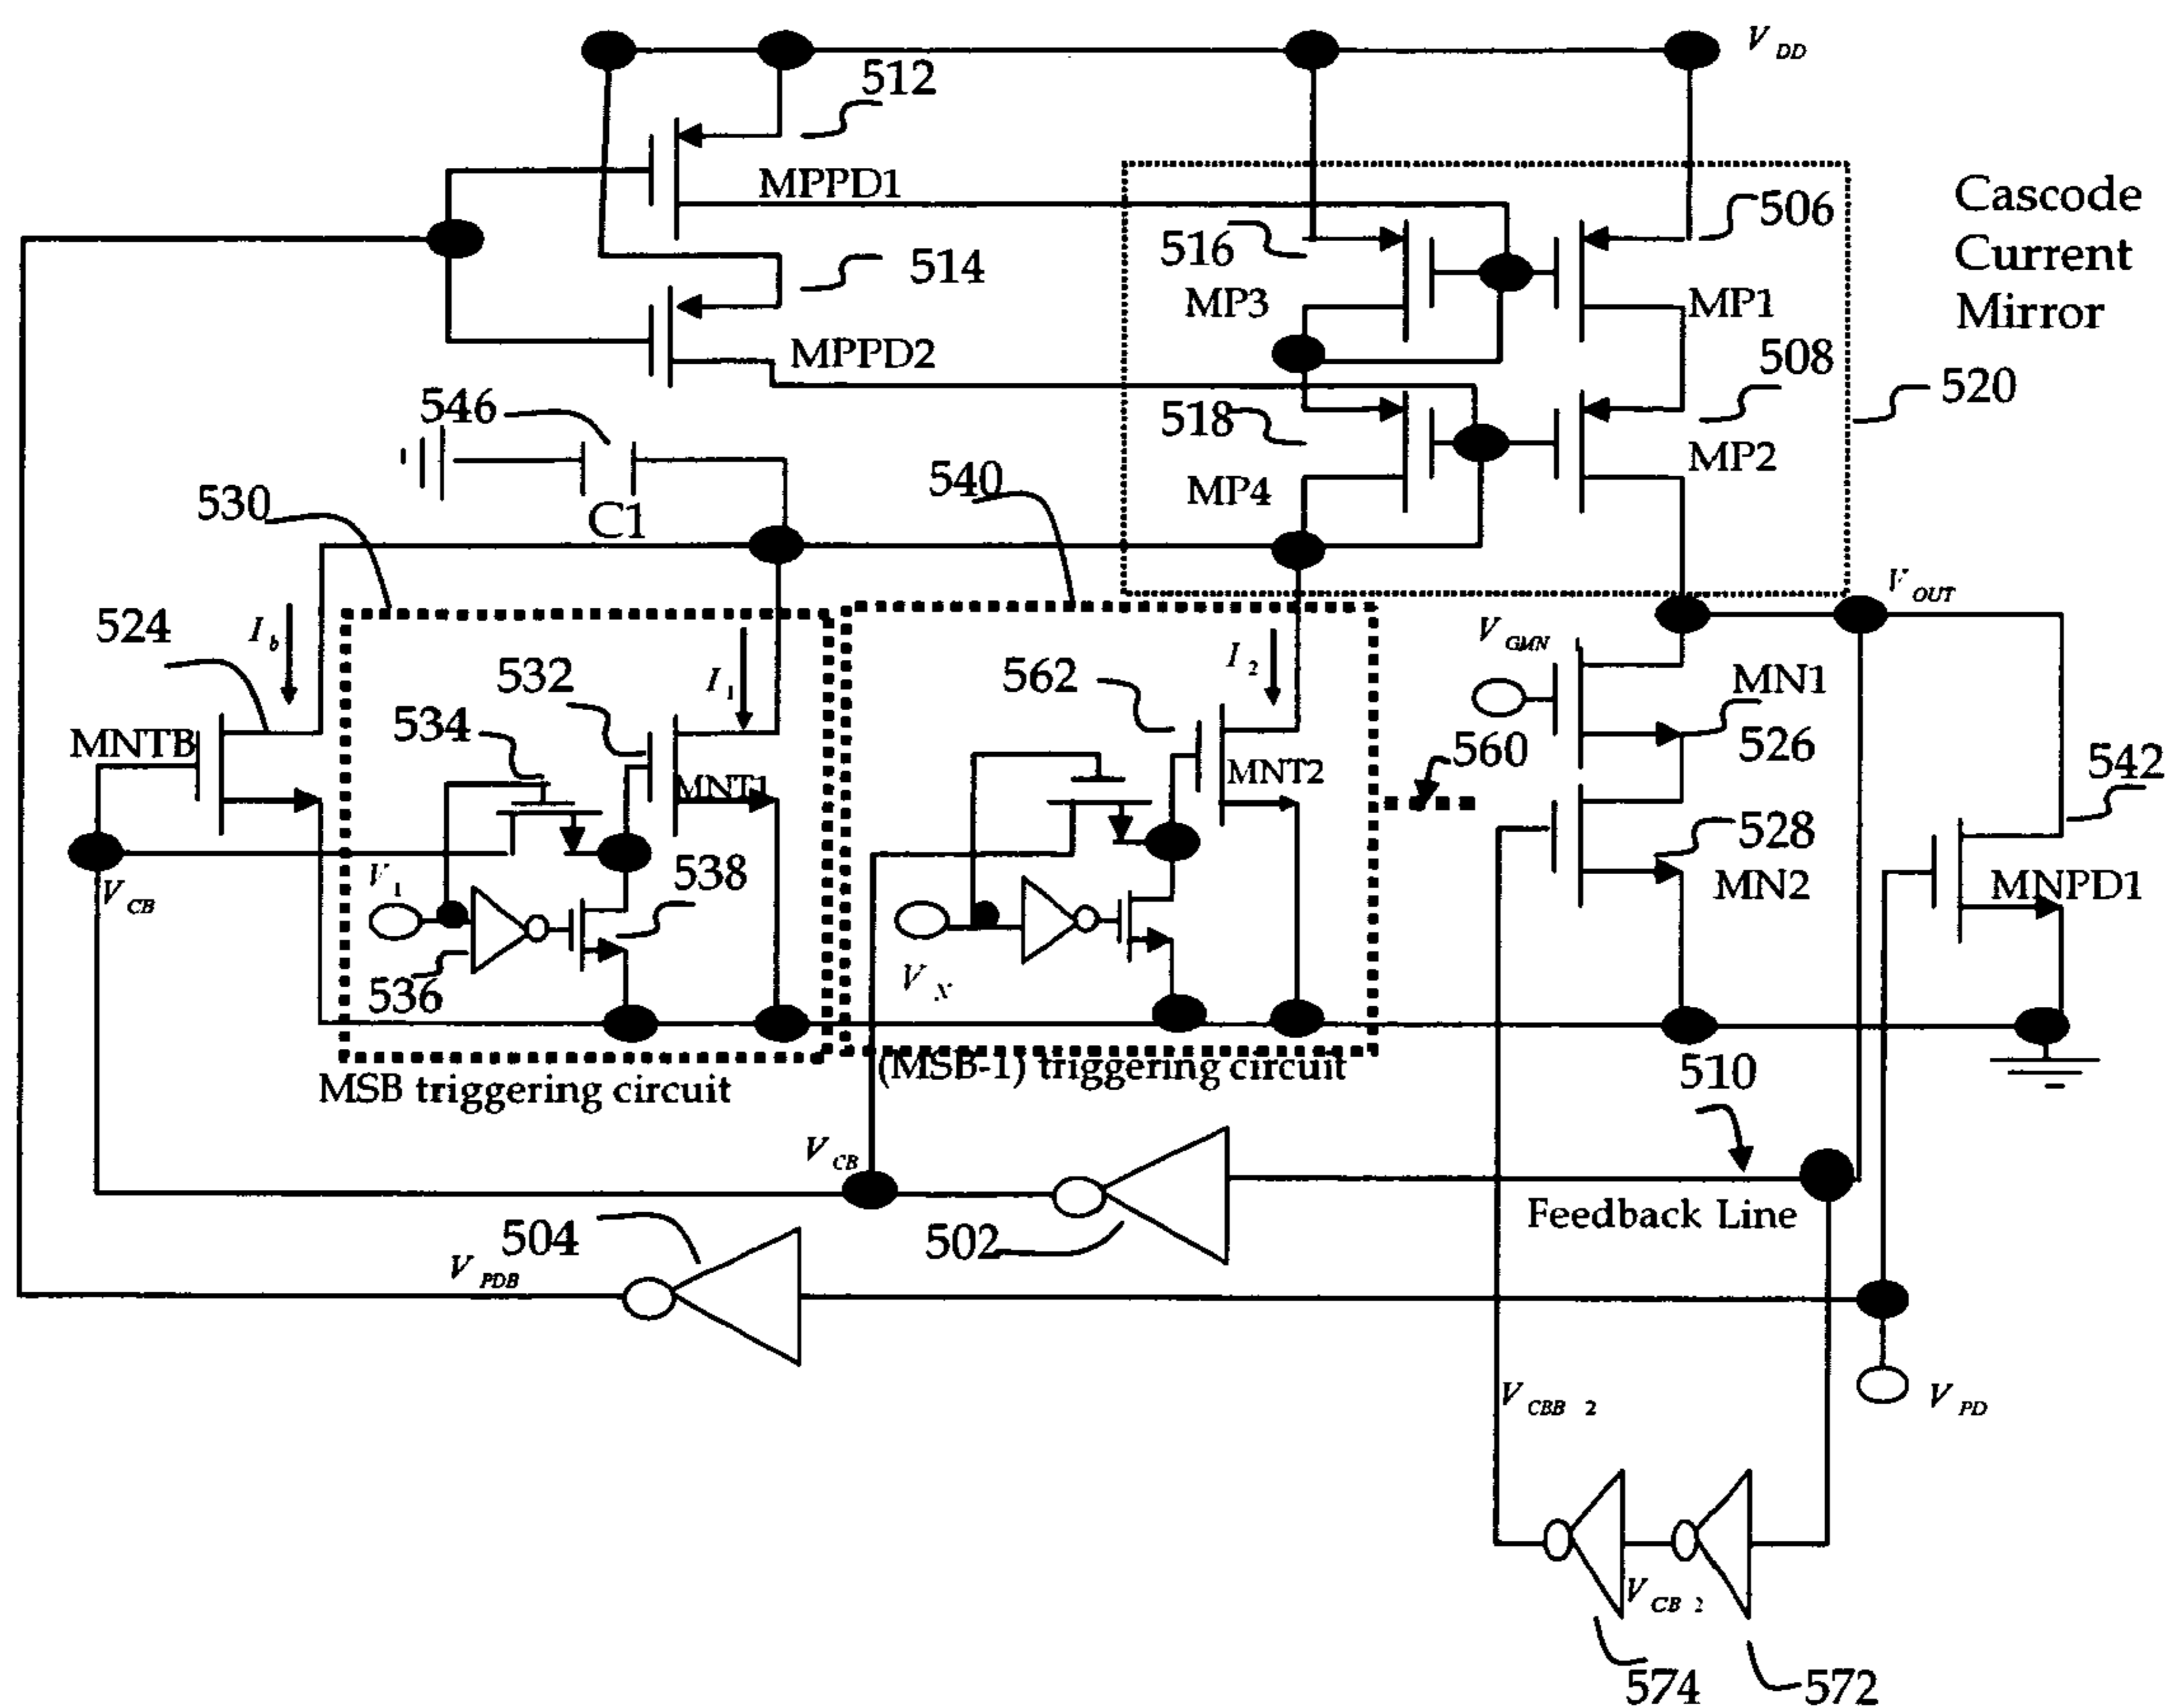 V DD
512
MPPD1
506
Cascode
Current
Mirror
516
514
MP3
MP1
508
MPPD2
520
546
518
MP2
540
MP4
530
C1
V OUT
524
I b
V GMN
532
I 1
562
I 2
MN1
534
526
MNTB
560
542
MNT1
MNT2
528
V CB
V 1
538
MN2
MNPD1
536
V N
MSB triggering circuit
(MSB-1) triggering circuit
510
V CB
Feedback Line
504
502
V PDB
V CBB 2
V PD
V CB 2
574
572